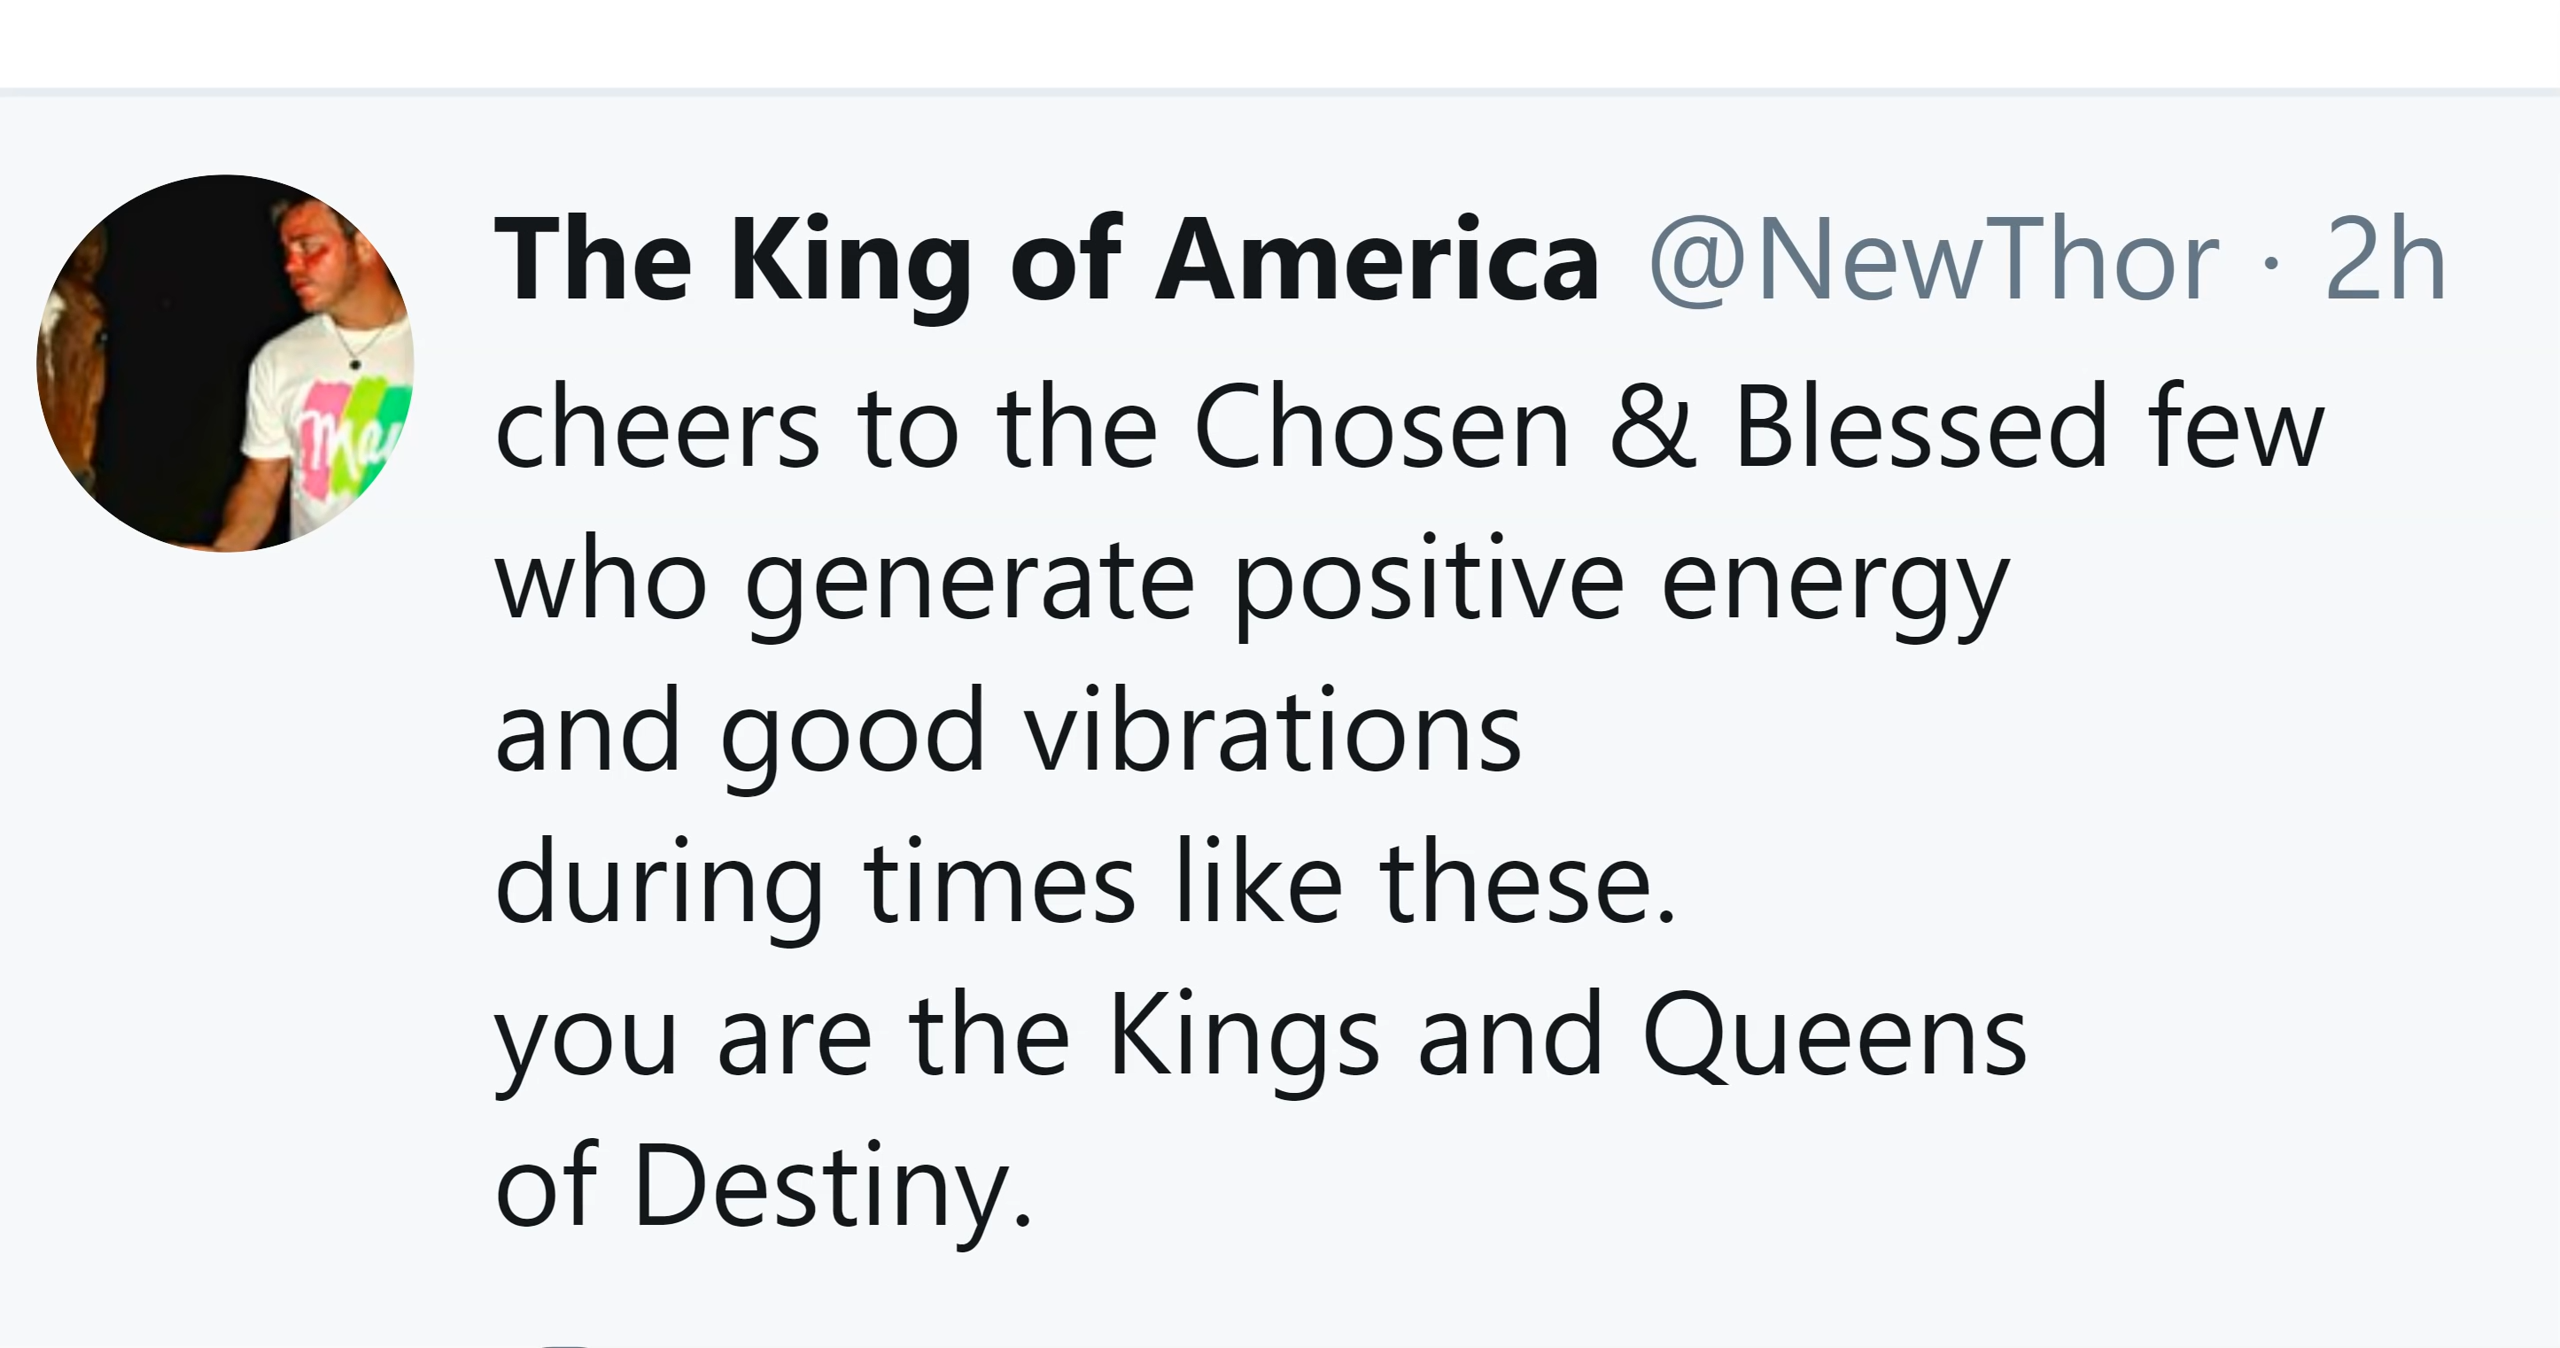 The King of America @NewThor · 2h
cheers to the Chosen & Blessed few
who generate positive energy
and good vibrations
during times like these.
you are the Kings and Queens
of Destiny.